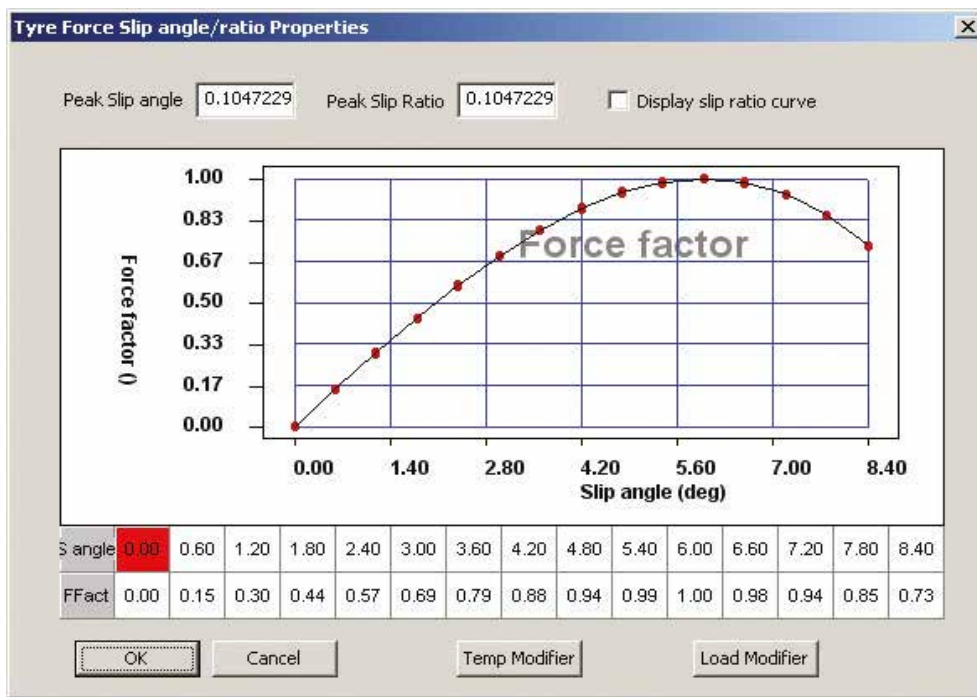 Tyre Force Slip angle/ratio Properties
Peak Slip angle 0.1047229 Peak Slip Ratio 0.1047229 Display slip ratio curve
1.00
0.83
0.67
0.50
0.33
0.17
0.00
Force factor ()
Force factor
0.00 1.40 2.80 4.20 5.60 7.00 8.40
Slip angle (deg)
S angle 0.00 0.60 1.20 1.80 2.40 3.00 3.60 4.20 4.80 5.40 6.00 6.60 7.20 7.80 8.40
FFact 0.00 0.15 0.30 0.44 0.57 0.69 0.79 0.88 0.94 0.99 1.00 0.98 0.94 0.85 0.73
OK Cancel Temp Modifier Load Modifier